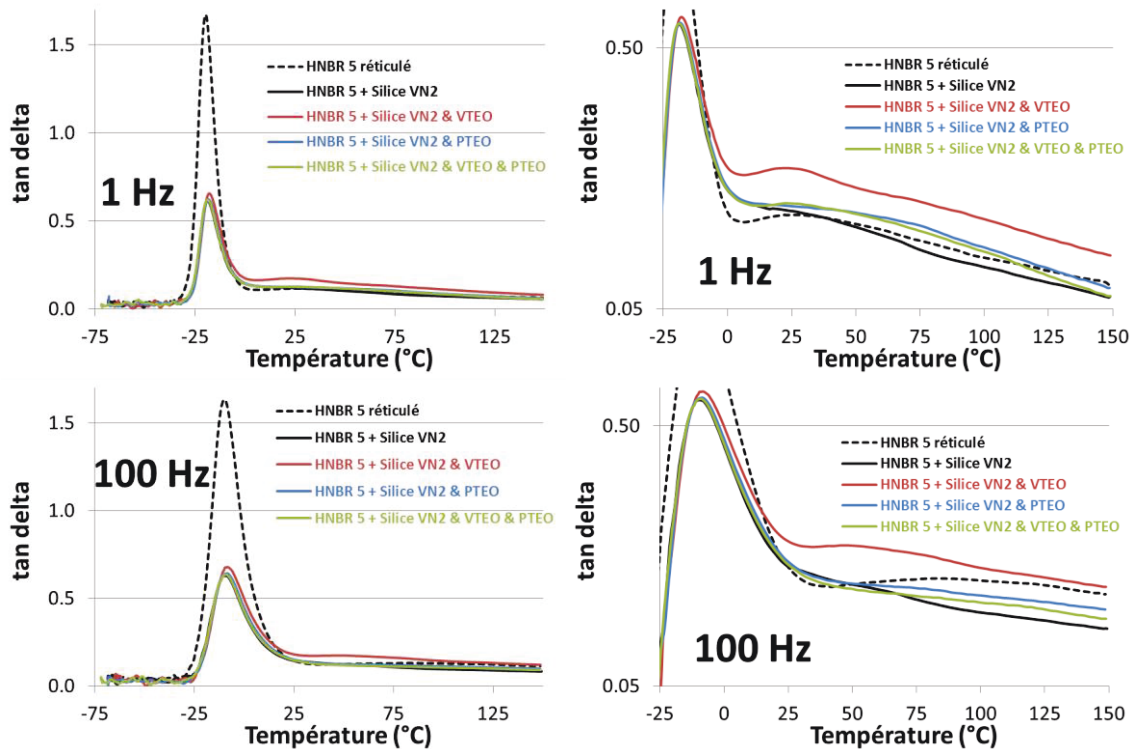 tan delta
1.5
1.0
0.5
0.0
-75
-25
25
75
125
Température (°C)
1 Hz
HNBR 5 réticulé
HNBR 5 + Silice VN2
HNBR 5 + Silice VN2 & VTEO
HNBR 5 + Silice VN2 & PTEO
HNBR 5 + Silice VN2 & VTEO & PTEO
tan delta
0.50
0.05
-25
0
25
50
75
100
125
150
Température (°C)
1 Hz
HNBR 5 réticulé
HNBR 5 + Silice VN2
HNBR 5 + Silice VN2 & VTEO
HNBR 5 + Silice VN2 & PTEO
HNBR 5 + Silice VN2 & VTEO & PTEO
tan delta
1.5
1.0
0.5
0.0
-75
-25
25
75
125
Température (°C)
100 Hz
HNBR 5 réticulé
HNBR 5 + Silice VN2
HNBR 5 + Silice VN2 & VTEO
HNBR 5 + Silice VN2 & PTEO
HNBR 5 + Silice VN2 & VTEO & PTEO
tan delta
0.50
0.05
-25
0
25
50
75
100
125
150
Température (°C)
100 Hz
HNBR 5 réticulé
HNBR 5 + Silice VN2
HNBR 5 + Silice VN2 & VTEO
HNBR 5 + Silice VN2 & PTEO
HNBR 5 + Silice VN2 & VTEO & PTEO